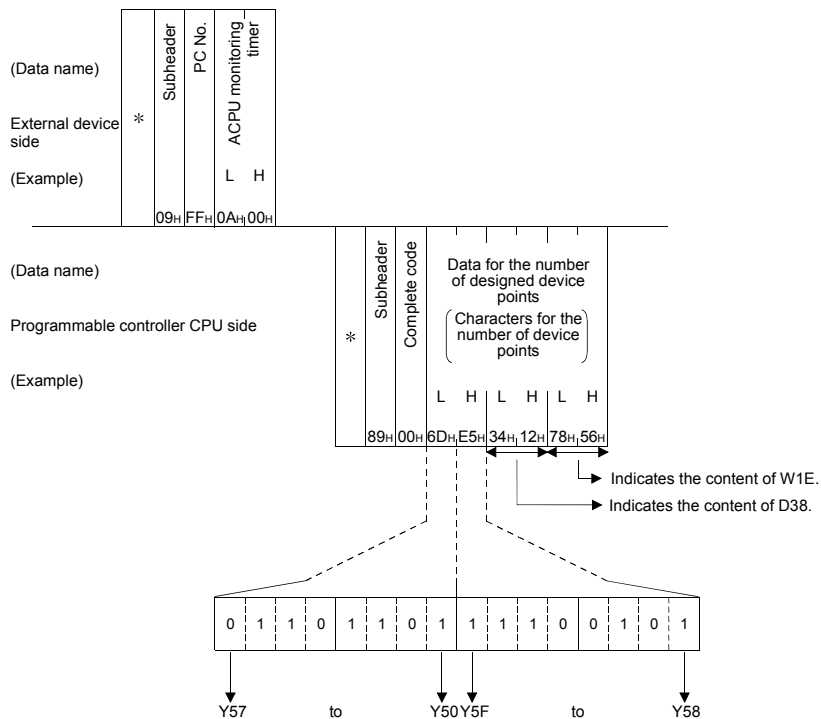 (Data name)
External device
side
(Example)
*
Subheader
PC No.
ACPU monitoring
timer
L H
09H FFH 0AH 00H
(Data name)
Programmable controller CPU side
(Example)
*
Subheader
Complete code
Data for the number
of designed device
points
(Characters for the
number of device
points)
L H L H L H
89H 00H 6DH E5H 34H 12H 78H 56H
Indicates the content of W1E.
Indicates the content of D38.
0 1 1 0 1 1 0 1 1 1 1 0 0 1 0 1
Y57 to Y50 Y5F to Y58